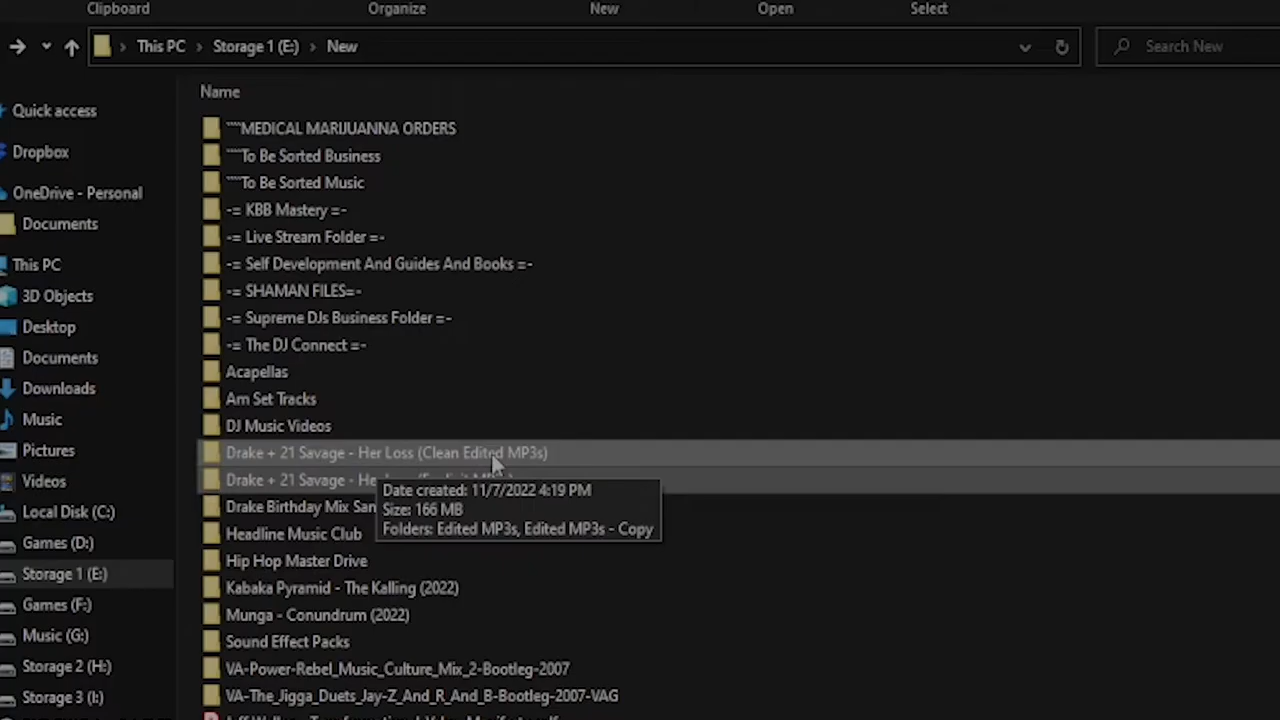 Clipboard
Organize
New
Open
Select
This PC
Storage 1 (E:)
New
Search New
Name
Quick access
Dropbox
OneDrive - Personal
Documents
This PC
3D Objects
Desktop
Documents
Downloads
Music
Pictures
Videos
Local Disk (C:)
Games (D:)
Storage 1 (E:)
Games (F:)
Music (G:)
Storage 2 (H:)
Storage 3 (I:)
````MEDICAL MARIJUANNA ORDERS
````To Be Sorted Business
````To Be Sorted Music
-= KBB Mastery =-
-= Live Stream Folder =-
-= Self Development And Guides And Books =-
-= SHAMAN FILES=-
-= Supreme DJs Business Folder =-
-= The DJ Connect =-
Acapellas
Am Set Tracks
DJ Music Videos
Drake + 21 Savage - Her Loss (Clean Edited MP3s)
Drake + 21 Savage - He
Date created: 11/7/2022 4:19 PM
Size: 166 MB
Folders: Edited MP3s, Edited MP3s - Copy
Drake Birthday Mix San
Headline Music Club
Hip Hop Master Drive
Kabaka Pyramid - The Kalling (2022)
Munga - Conundrum (2022)
Sound Effect Packs
VA-Power-Rebel_Music_Culture_Mix_2-Bootleg-2007
VA-The_Jigga_Duets_Jay-Z_And_R_And_B-Bootleg-2007-VAG